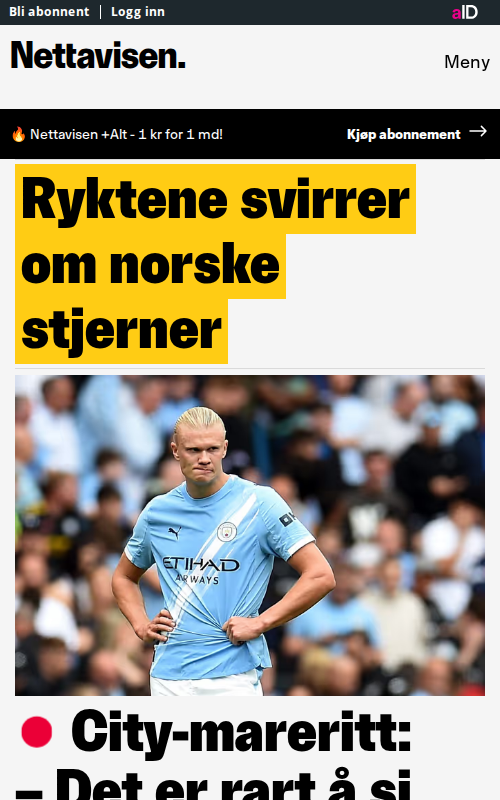 Bli abonnent | Logg inn
aID
Nettavisen.
Meny
🔥 Nettavisen +Alt - 1 kr for 1 md!
Kjøp abonnement →
Ryktene svirrer
om norske
stjerner
ETIHAD
AIRWAYS
City-mareritt:
– Det er rart å si